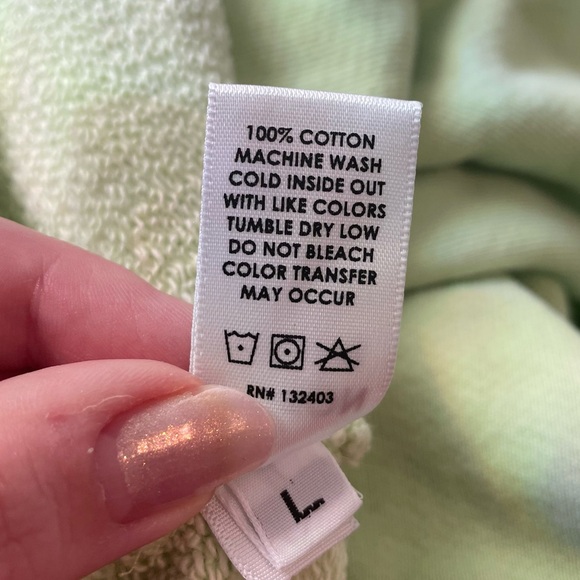 100% COTTON
MACHINE WASH
COLD INSIDE OUT
WITH LIKE COLORS
TUMBLE DRY LOW
DO NOT BLEACH
COLOR TRANSFER
MAY OCCUR
RN# 132403
L